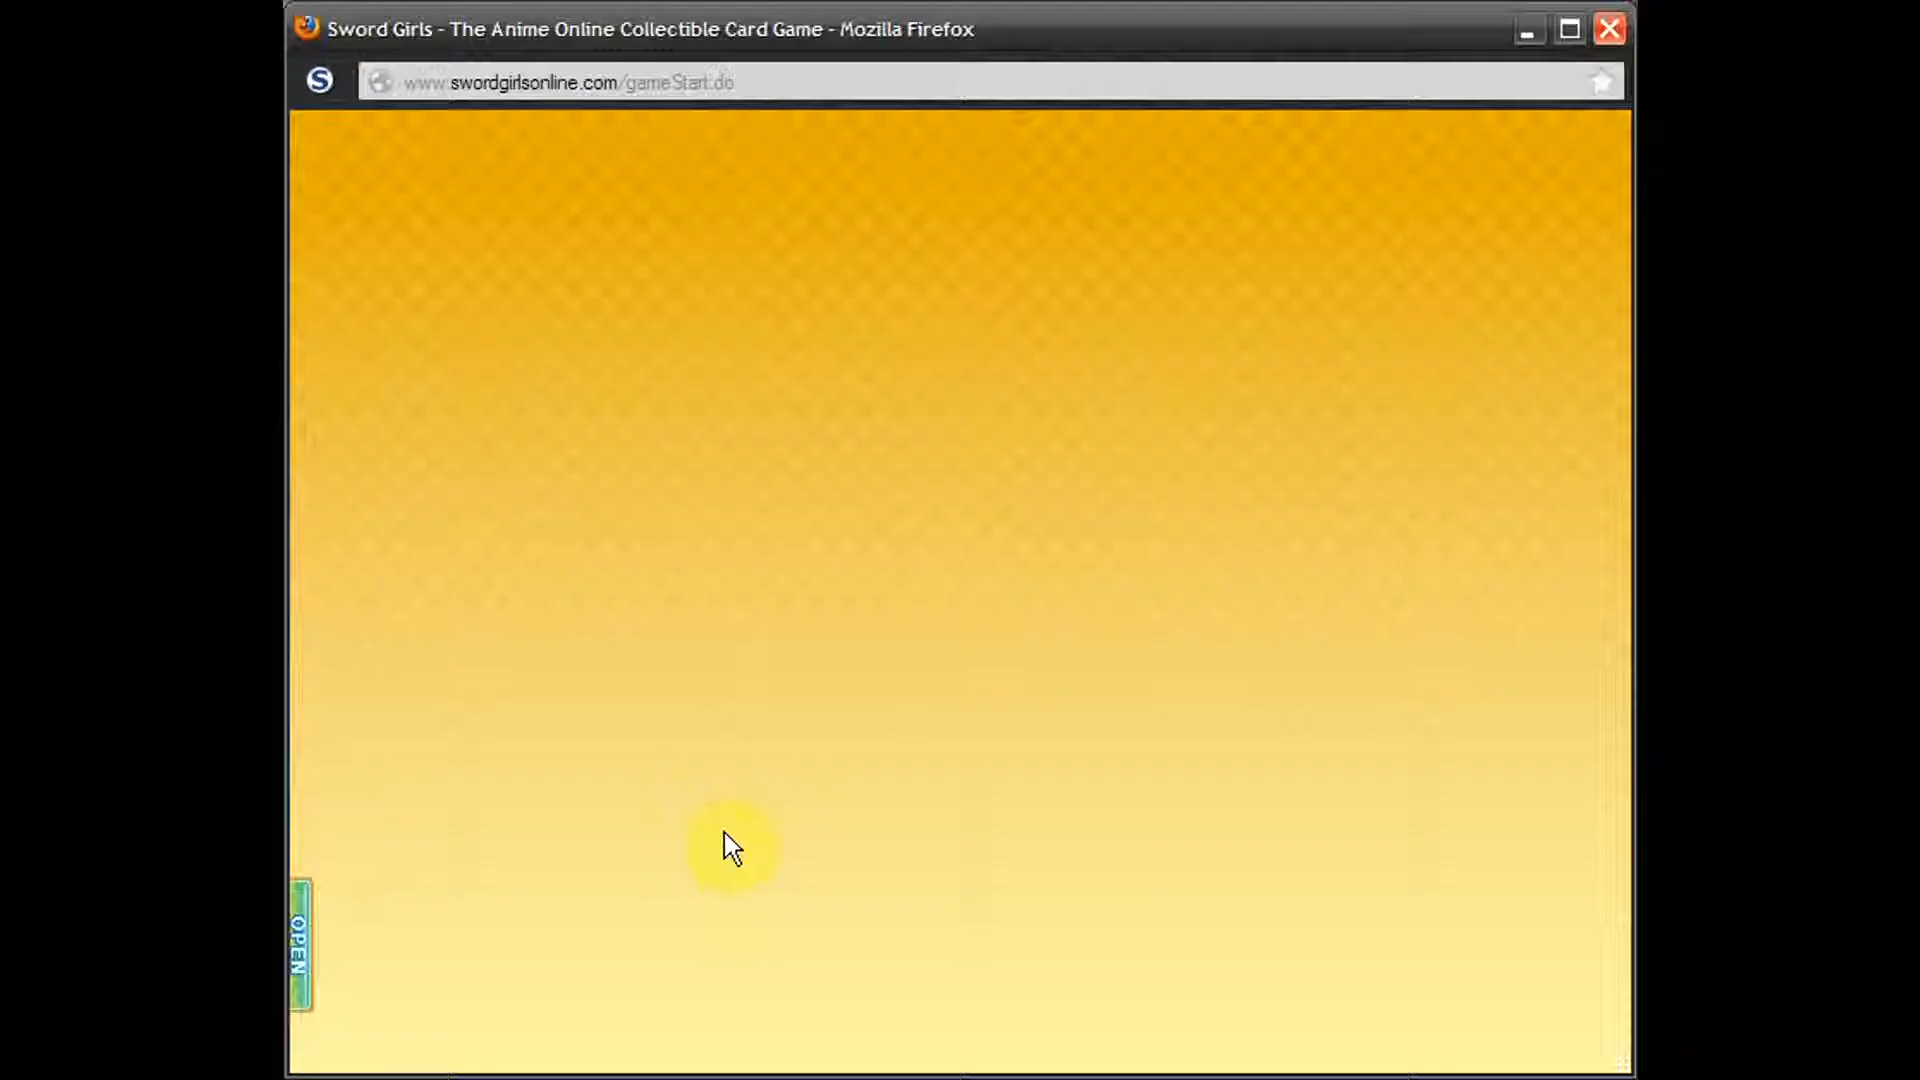 Sword Girls - The Anime Online Collectible Card Game - Mozilla Firefox
S
www.swordgirlsonline.com/gameStart.do
OPEN